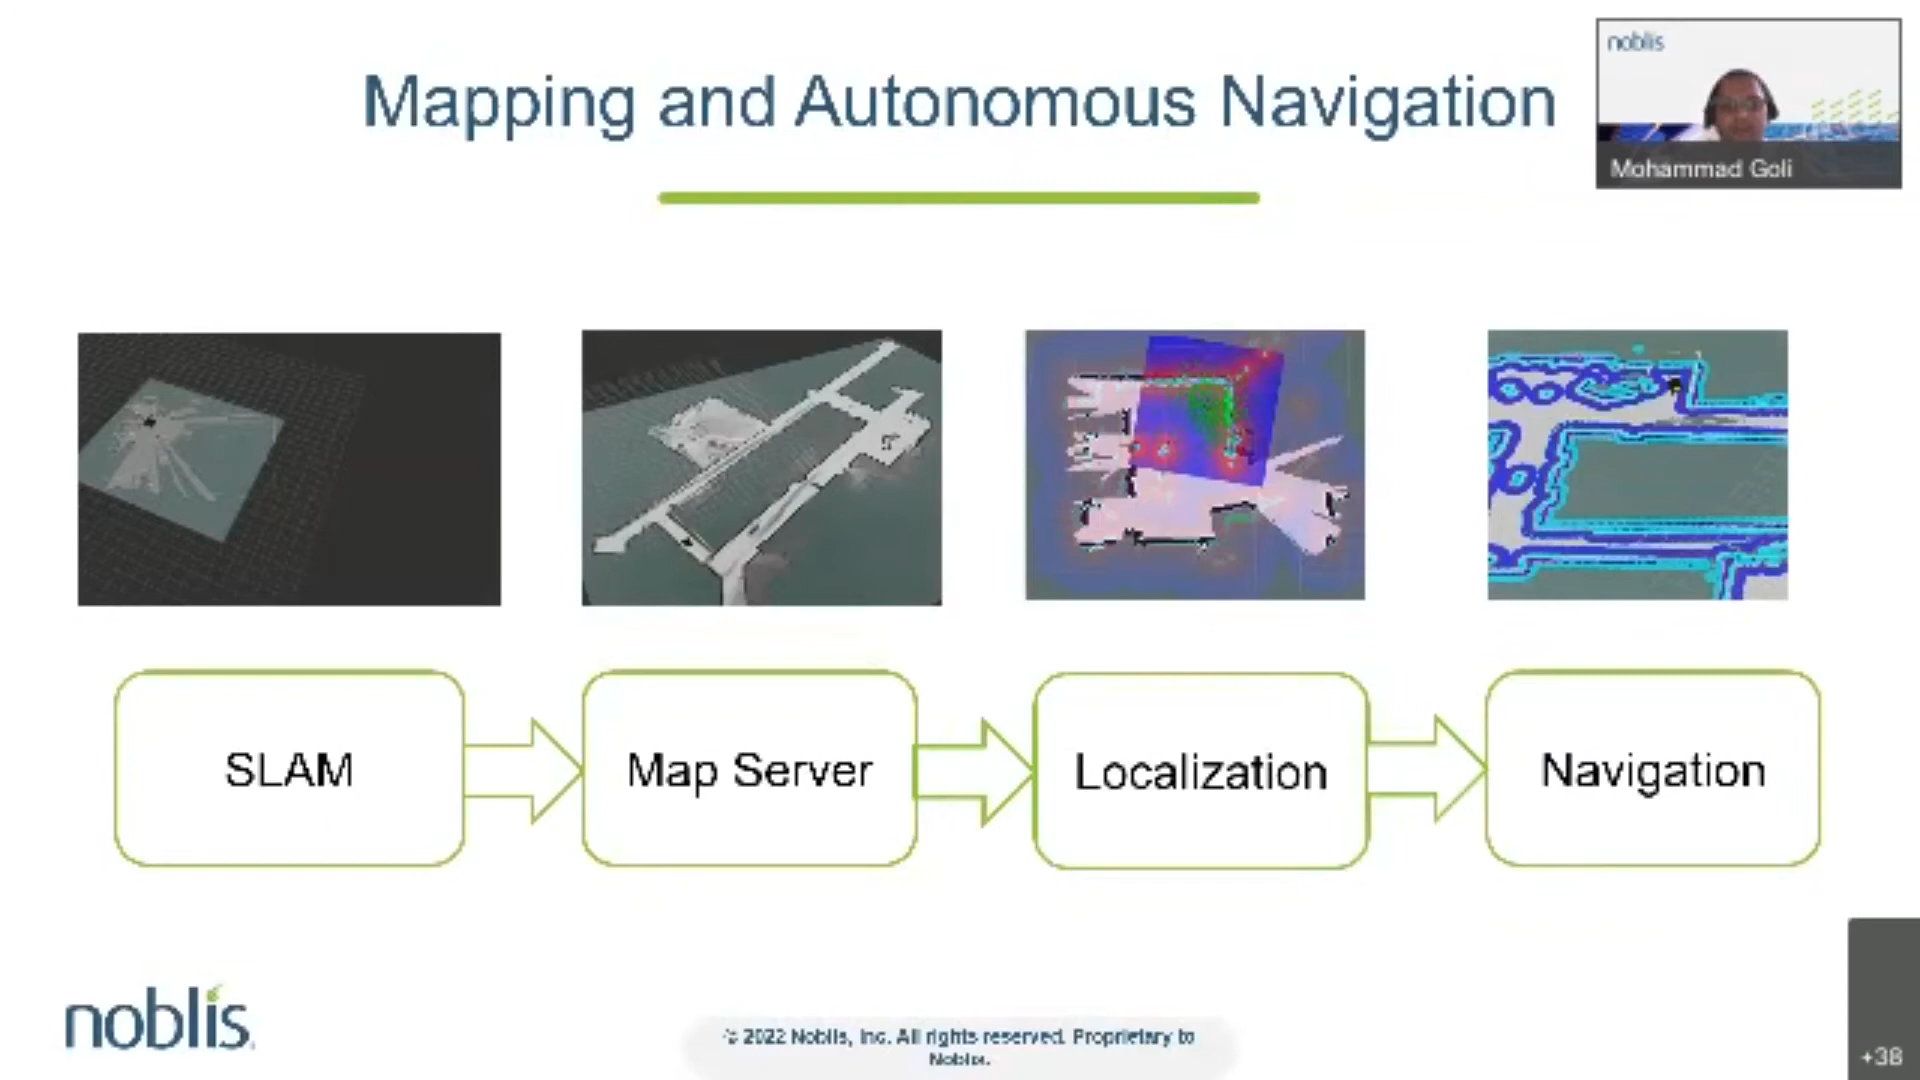 Mapping and Autonomous Navigation
noblis
Mohammad Goli
SLAM
Map Server
Localization
Navigation
noblis
© 2022 Noblis, Inc. All rights reserved. Proprietary to
Noblis.
+38